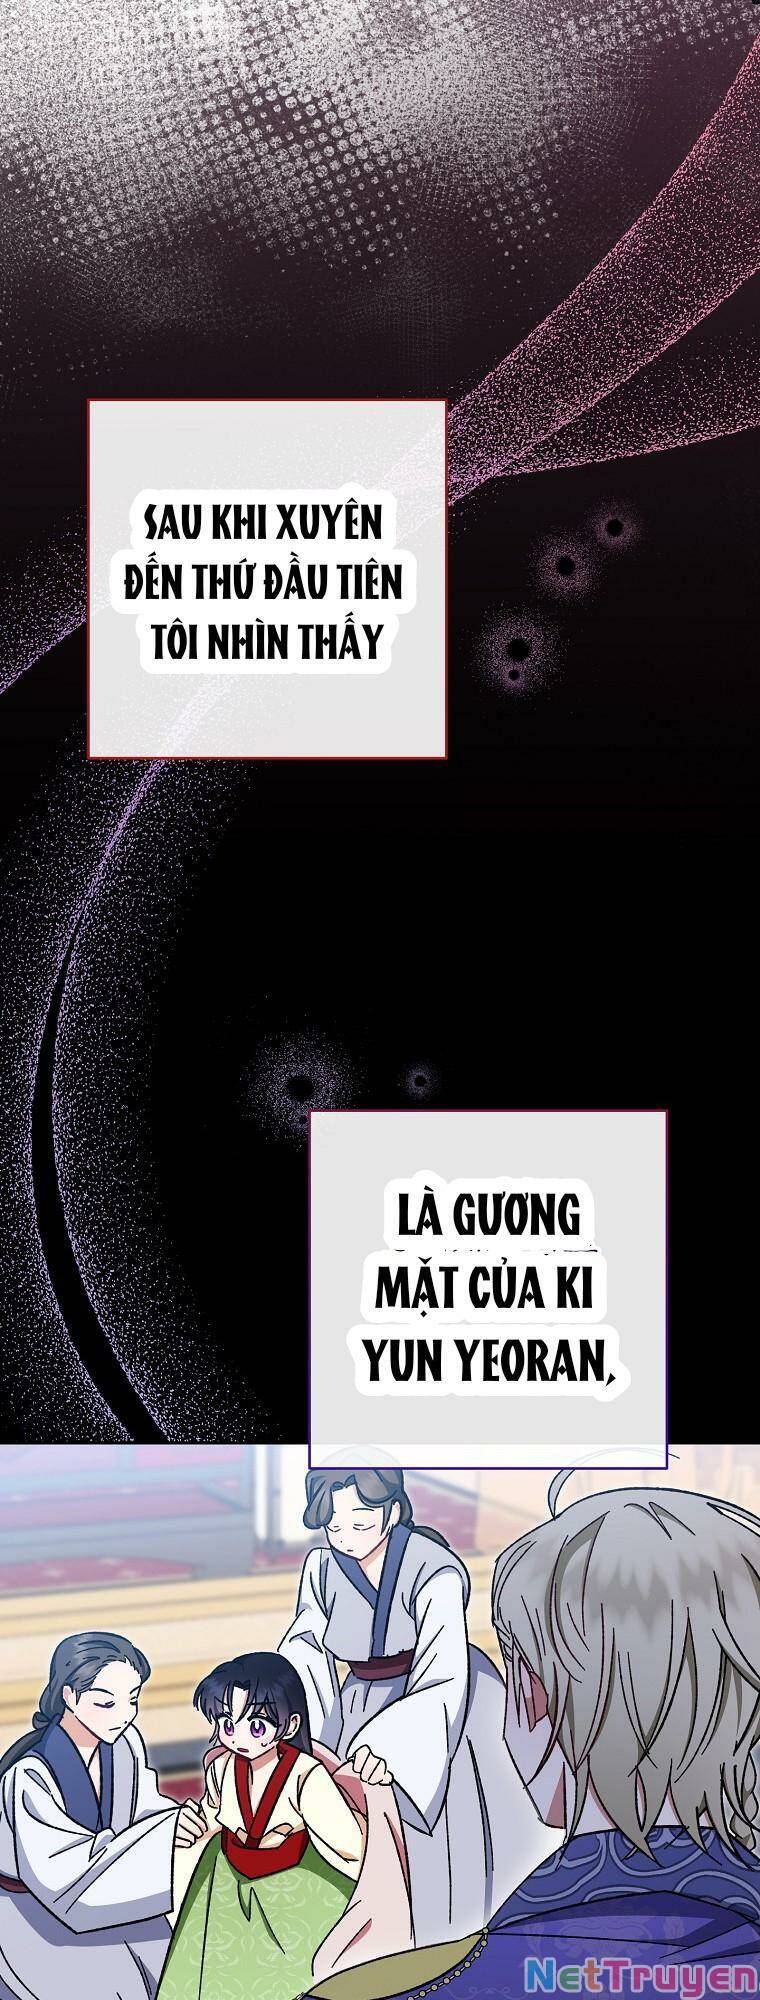 SAU KHI XUYÊN
ĐẾN THỨ ĐẦU TIÊN
TÔI NHÌN THẤY
LÀ GƯƠNG
MẶT CỦA KI
YUN YEORAN,
NetTruyen